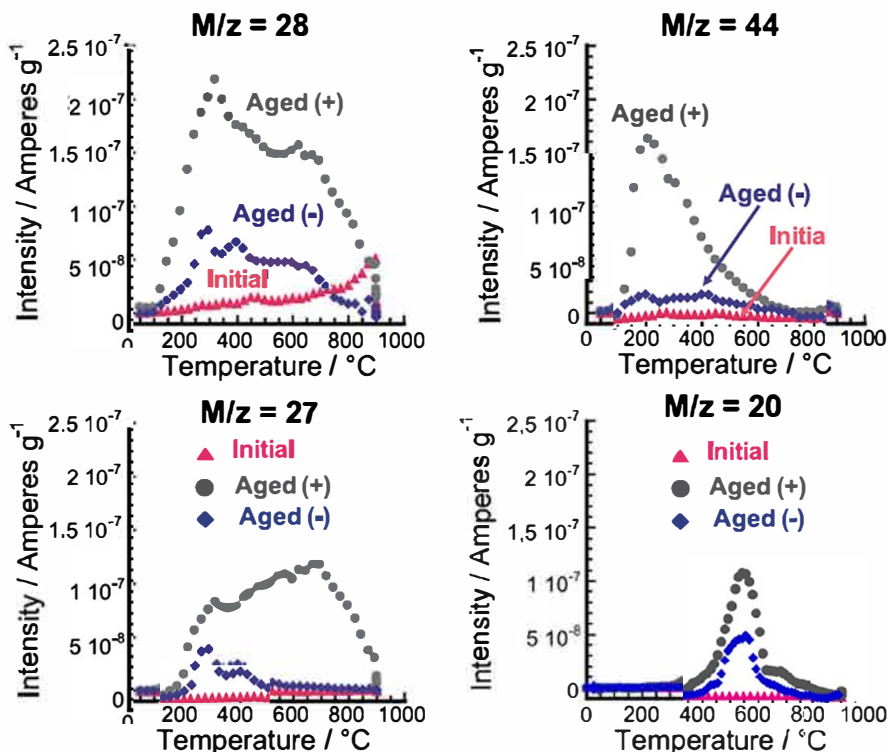 M/z = 28
2.5 10⁻⁷
2 10⁻⁷
1.5 10⁻⁷
1 10⁻⁷
5 10⁻⁸
0
Intensity / Amperes g⁻¹
Aged (+)
Aged (-)
Initial
0 200 400 600 800 1000
Temperature / °C
M/z = 44
2.5 10⁻⁷
2 10⁻⁷
1.5 10⁻⁷
1 10⁻⁷
5 10⁻⁸
0
Intensity / Amperes g⁻¹
Aged (+)
Aged (-)
Initia
0 200 400 600 800 1000
Temperature / °C
M/z = 27
2.5 10⁻⁷
2 10⁻⁷
1.5 10⁻⁷
1 10⁻⁷
5 10⁻⁸
0
Intensity / Amperes g⁻¹
Initial
Aged (+)
Aged (-)
0 200 400 600 800 1000
Temperature / °C
M/z = 20
2,5 10⁻⁷
2 10⁻⁷
1,5 10⁻⁷
1 10⁻⁷
5 10⁻⁸
0
Intensity / Amperes g⁻¹
Initial
Aged (+)
Aged (-)
0 200 400 600 800 1000
Temperature / °C